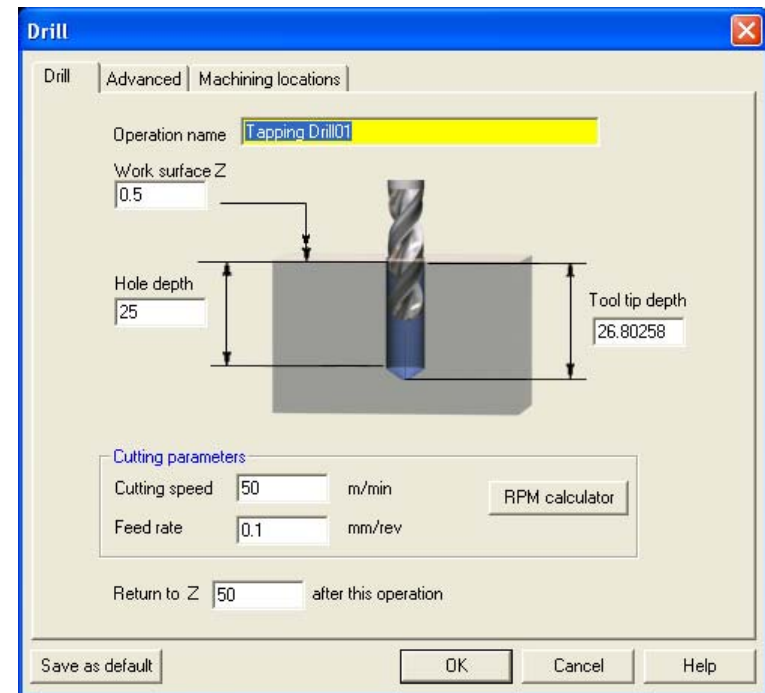 Drill
Drill Advanced Machining locations
Operation name Tapping Drill01
Work surface Z
0.5
Hole depth
25
Tool tip depth
26.80258
Cutting parameters
Cutting speed 50 m/min
RPM calculator
Feed rate 0.1 mm/rev
Return to Z 50 after this operation
Save as default OK Cancel Help